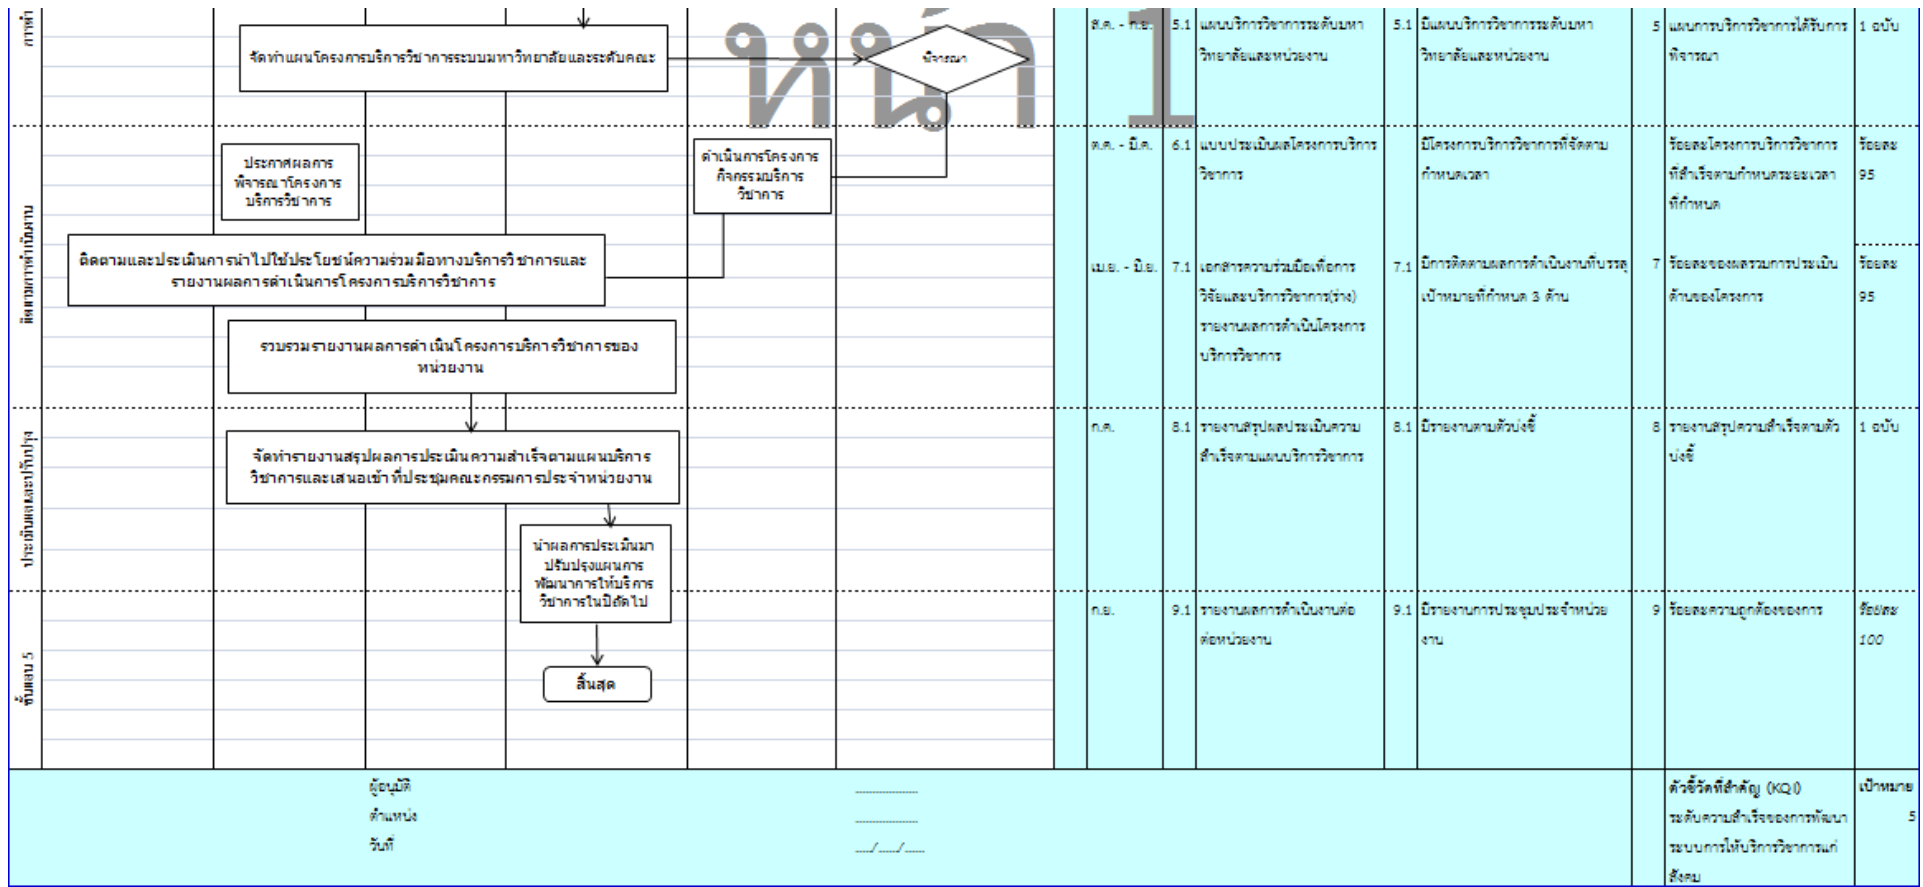 การทำ
จัดทำแผนโครงการบริการวิชาการระบบมหาวิทยาลัยและระดับคณะ
พิจารณา
หน้า 1
ส.ค. - ก.ย.
5.1 แผนบริการวิชาการระดับมหา
วิทยาลัยและหน่วยงาน
5.1 มีแผนบริการวิชาการระดับมหา
วิทยาลัยและหน่วยงาน
5 แผนการบริการวิชาการได้รับการ
พิจารณา
1 ฉบับ
ติดตามการดำเนินงาน
ประกาศผลการ
พิจารณาโครงการ
บริการวิชาการ
ดำเนินการโครงการ
กิจกรรมบริการ
วิชาการ
ต.ค. - มี.ค.
6.1 แบบประเมินผลโครงการบริการ
วิชาการ
มีโครงการบริการวิชาการที่จัดตาม
กำหนดเวลา
ร้อยละโครงการบริการวิชาการ
ที่สำเร็จตามกำหนดระยะเวลา
ที่กำหนด
ร้อยละ
95
ติดตามและประเมินการนำไปใช้ประโยชน์ความร่วมมือทางบริการวิชาการและ
รายงานผลการดำเนินการโครงการบริการวิชาการ
เม.ย. - มิ.ย.
7.1 เอกสารความร่วมมือเพื่อการ
วิจัยและบริการวิชาการ(ร่าง)
รายงานผลการดำเนินโครงการ
บริการวิชาการ
7.1 มีการติดตามผลการดำเนินงานที่บรรลุ
เป้าหมายที่กำหนด 3 ด้าน
7 ร้อยละของผลรวมการประเมิน
ด้านของโครงการ
ร้อยละ
95
รวบรวมรายงานผลการดำเนินโครงการบริการวิชาการของ
หน่วยงาน
ประเมินผลและปรับปรุง
จัดทำรายงานสรุปผลการประเมินความสำเร็จตามแผนบริการ
วิชาการและเสนอเข้าที่ประชุมคณะกรรมการประจำหน่วยงาน
ก.ค.
8.1 รายงานสรุปผลประเมินความ
สำเร็จตามแผนบริการวิชาการ
8.1 มีรายงานตามตัวบ่งชี้
8 รายงานสรุปความสำเร็จตามตัว
บ่งชี้
1 ฉบับ
นำผลการประเมินมา
ปรับปรุงแผนการ
พัฒนาการให้บริการ
วิชาการในปีถัดไป
ขั้นตอน 5
สิ้นสุด
ก.ย.
9.1 รายงานผลการดำเนินงานต่อ
ต่อหน่วยงาน
9.1 มีรายงานการประชุมประจำหน่วย
งาน
9 ร้อยละความถูกต้องของการ
ร้อยละ
100
ผู้อนุมัติ ....................
ตำแหน่ง ....................
วันที่ ...../....../......
ตัวชี้วัดที่สำคัญ (KQI)
ระดับความสำเร็จของการพัฒนา
ระบบการให้บริการวิชาการแก่
สังคม
เป้าหมาย
5